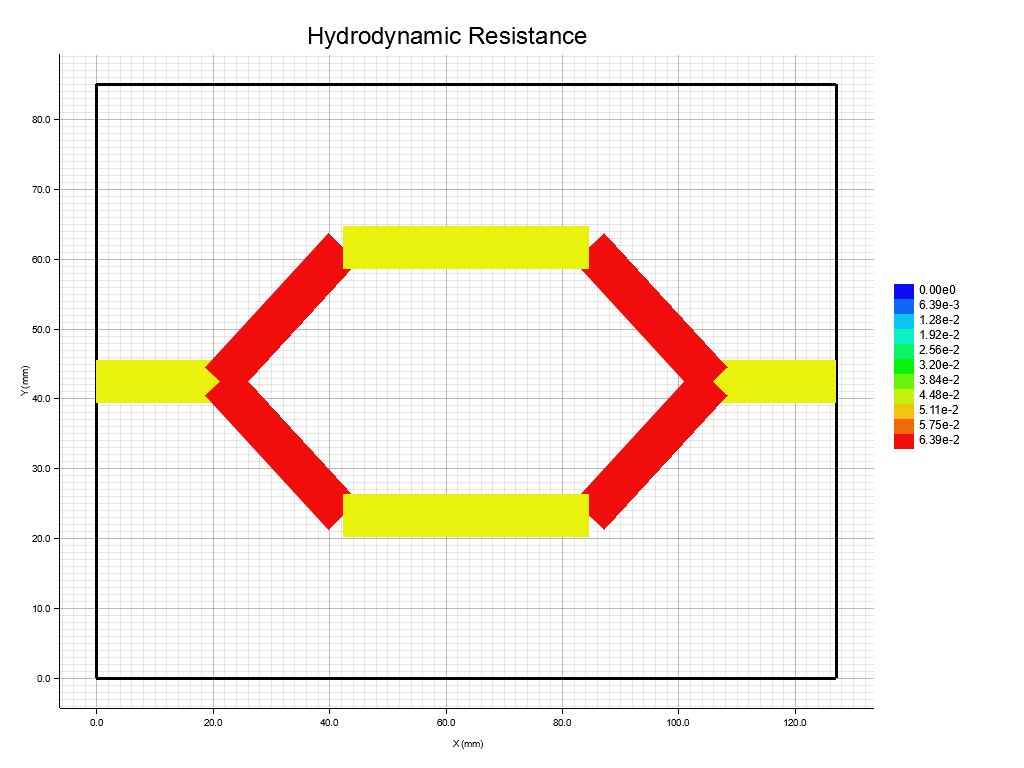 Hydrodynamic Resistance
80.0
70.0
60.0
50.0
40.0
30.0
20.0
10.0
0.0
Y (mm)
0.0 20.0 40.0 60.0 80.0 100.0 120.0
X (mm)
0.00e0
6.39e-3
1.28e-2
1.92e-2
2.56e-2
3.20e-2
3.84e-2
4.48e-2
5.11e-2
5.75e-2
6.39e-2